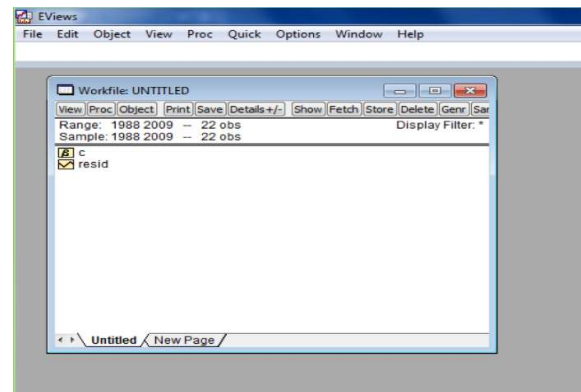 EViews
File Edit Object View Proc Quick Options Window Help
Workfile: UNTITLED
View Proc Object Print Save Details+/- Show Fetch Store Delete Genr Sar
Range: 1988 2009 -- 22 obs Display Filter: *
Sample: 1988 2009 -- 22 obs
c
resid
Untitled New Page